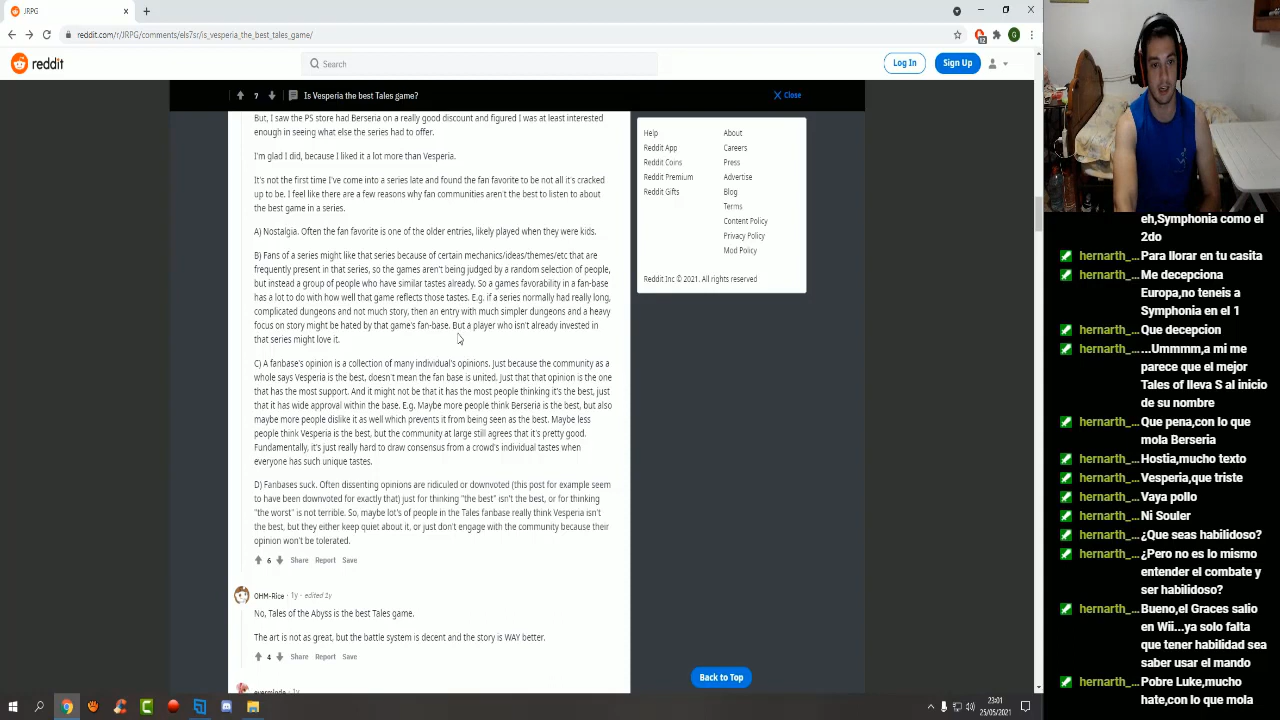 JRPG
reddit.com/r/JRPG/comments/els7sr/is_vesperia_the_best_tales_game/
reddit
Search
Log In
Sign Up
7
Is Vesperia the best Tales game?
Close
But, I saw the PS store had Berseria on a really good discount and figured I was at least interested
enough in seeing what else the series had to offer.
I'm glad I did, because I liked it a lot more than Vesperia.
It's not the first time I've come into a series late and found the fan favorite to be not all it's cracked
up to be. I feel like there are a few reasons why fan communities aren't the best to listen to about
the best game in a series.
A) Nostalgia. Often the fan favorite is one of the older entries, likely played when they were kids.
B) Fans of a series might like that series because of certain mechanics/ideas/themes/etc that are
frequently present in that series, so the games aren't being judged by a random selection of people,
but instead a group of people who have similar tastes already. So a games favorability in a fan-base
has a lot to do with how well that game reflects those tastes. E.g. if a series normally had really long,
complicated dungeons and not much story, then an entry with much simpler dungeons and a heavy
focus on story might be hated by that game's fan-base. But a player who isn't already invested in
that series might love it.
C) A fanbase's opinion is a collection of many individual's opinions. Just because the community as a
whole says Vesperia is the best, doesn't mean the fan base is united. Just that that opinion is the one
that has the most support. And it might not be that it has the most people thinking it's the best, just
that it has wide approval within the base. E.g. Maybe more people think Berseria is the best, but also
maybe more people dislike it as well which prevents it from being seen as the best. Maybe less
people think Vesperia is the best, but the community at large still agrees that it's pretty good.
Fundamentally, it's just really hard to draw consensus from a crowd's individual tastes when
everyone has such unique tastes.
D) Fanbases suck. Often dissenting opinions are ridiculed or downvoted (this post for example seem
to have been downvoted for exactly that) just for thinking "the best" isn't the best, or for thinking
"the worst" is not terrible. So, maybe lot's of people in the Tales fanbase really think Vesperia isn't
the best, but they either keep quiet about it, or just don't engage with the community because their
opinion won't be tolerated.
6 Share Report Save
OHM-Rice · 1y · edited 1y
No, Tales of the Abyss is the best Tales game.
The art is not as great, but the battle system is decent and the story is WAY better.
4 Share Report Save
Help About
Reddit App Careers
Reddit Coins Press
Reddit Premium Advertise
Reddit Gifts Blog
Terms
Content Policy
Privacy Policy
Mod Policy
Reddit Inc © 2021. All rights reserved
Back to Top
eh,Symphonia como el
2do
hernarth_... Para llorar en tu casita
hernarth_... Me decepciona
Europa,no teneis a
Symphonia en el 1
hernarth_... Que decepcion
hernarth_... ...Ummmm,a mi me
parece que el mejor
Tales of lleva S al inicio
de su nombre
hernarth_... Que pena,con lo que
mola Berseria
hernarth_... Hostia,mucho texto
hernarth_... Vesperia,que triste
hernarth_... Vaya pollo
hernarth_... Ni Souler
hernarth_... ¿Que seas habilidoso?
hernarth_... ¿Pero no es lo mismo
entender el combate y
ser habilidoso?
hernarth_... Bueno,el Graces salio
en Wii...ya solo falta
que tener habilidad sea
saber usar el mando
hernarth_... Pobre Luke,mucho
hate,con lo que mola
23:01
25/05/2021